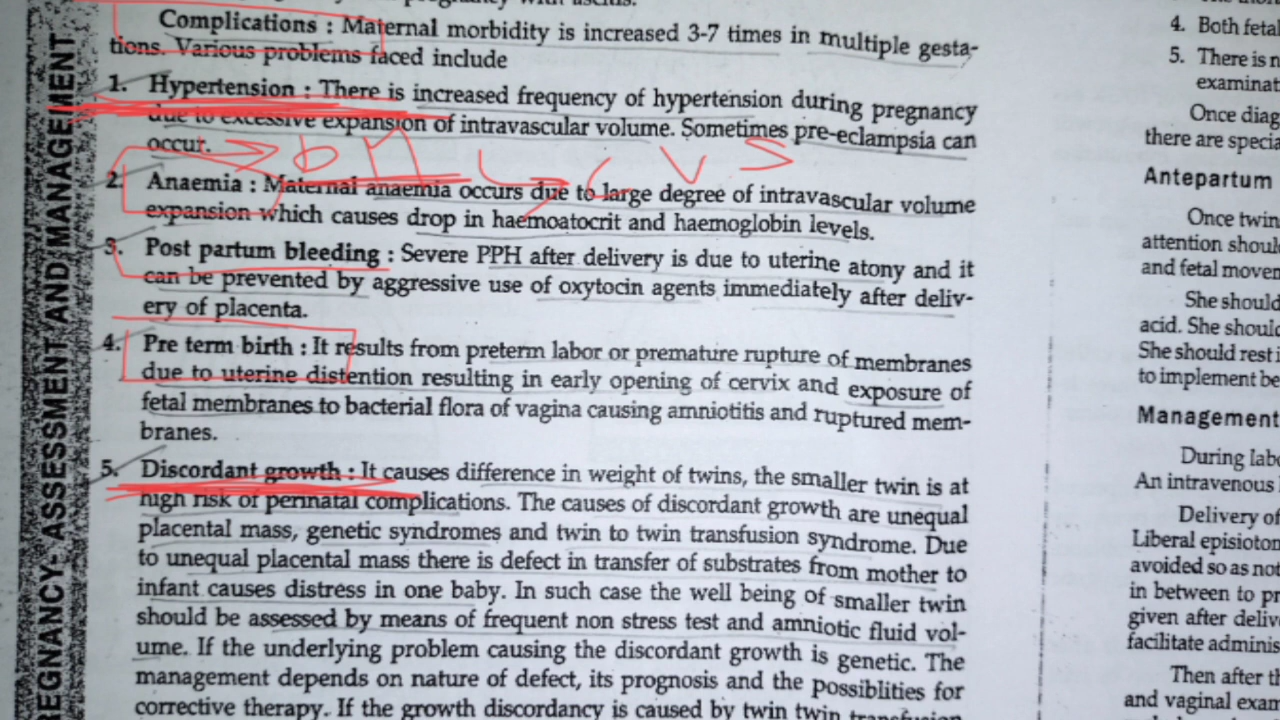 Complications : Maternal morbidity is increased 3-7 times in multiple gesta-
tions. Various problems faced include
1. Hypertension : There is increased frequency of hypertension during pregnancy
due to excessive expansion of intravascular volume. Sometimes pre-eclampsia can
occur.
2. Anaemia : Maternal anaemia occurs due to large degree of intravascular volume
expansion which causes drop in haemoatocrit and haemoglobin levels.
3. Post partum bleeding : Severe PPH after delivery is due to uterine atony and it
can be prevented by aggressive use of oxytocin agents immediately after deliv-
ery of placenta.
4. Pre term birth : It results from preterm labor or premature rupture of membranes
due to uterine distention resulting in early opening of cervix and exposure of
fetal membranes to bacterial flora of vagina causing amniotitis and ruptured mem-
branes.
5. Discordant growth : It causes difference in weight of twins, the smaller twin is at
high risk of perinatal complications. The causes of discordant growth are unequal
placental mass, genetic syndromes and twin to twin transfusion syndrome. Due
to unequal placental mass there is defect in transfer of substrates from mother to
infant causes distress in one baby. In such case the well being of smaller twin
should be assessed by means of frequent non stress test and amniotic fluid vol-
ume. If the underlying problem causing the discordant growth is genetic. The
management depends on nature of defect, its prognosis and the possiblities for
corrective therapy. If the growth discordancy is caused by twin twin transfusion
ASSESSMENT AND MANAGEMENT
4. Both fetal
5. There is n
examinat
Once diag
there are specia
Antepartum
Once twin
attention should
and fetal movem
She should
acid. She should
She should rest i
to implement be
Management
During labo
An intravenous
Delivery of
Liberal episioton
avoided so as not
in between to pr
given after delive
facilitate adminis
Then after th
and vaginal exam